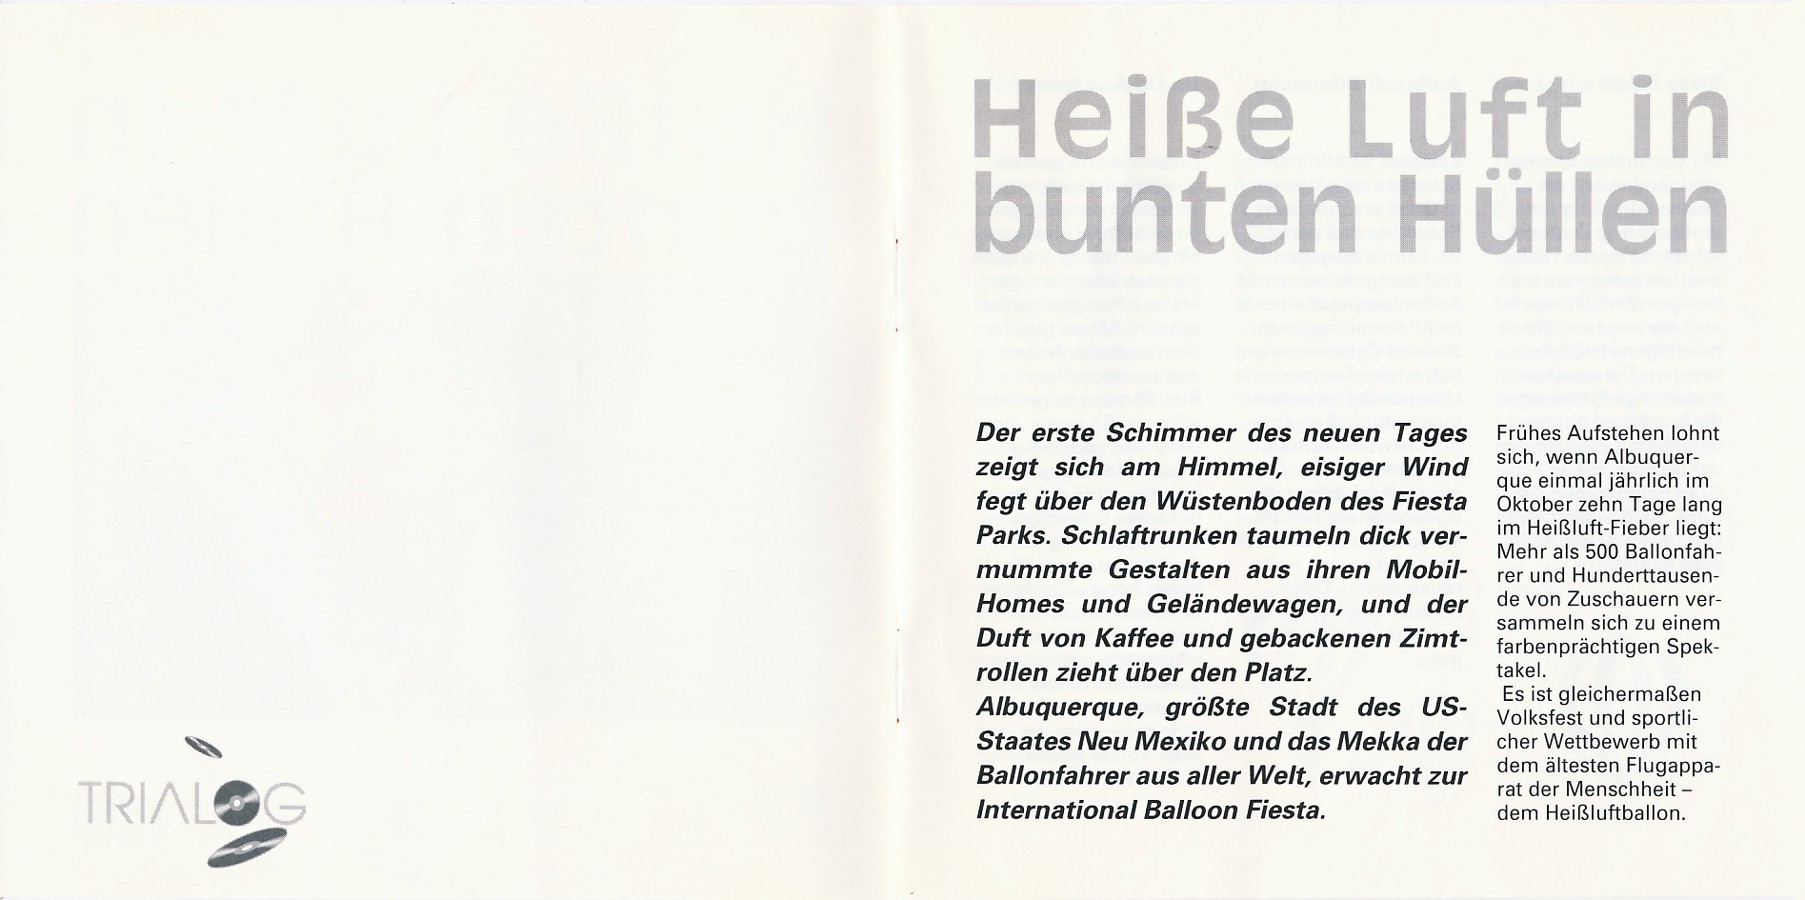 TRIALOG
Heiße Luft in
bunten Hüllen
Der erste Schimmer des neuen Tages
zeigt sich am Himmel, eisiger Wind
fegt über den Wüstenboden des Fiesta
Parks. Schlaftrunken taumeln dick ver-
mummte Gestalten aus ihren Mobil-
Homes und Geländewagen, und der
Duft von Kaffee und gebackenen Zimt-
rollen zieht über den Platz.
Albuquerque, größte Stadt des US-
Staates Neu Mexiko und das Mekka der
Ballonfahrer aus aller Welt, erwacht zur
International Balloon Fiesta.
Frühes Aufstehen lohnt
sich, wenn Albuquer-
que einmal jährlich im
Oktober zehn Tage lang
im Heißluft-Fieber liegt:
Mehr als 500 Ballonfah-
rer und Hunderttausen-
de von Zuschauern ver-
sammeln sich zu einem
farbenprächtigen Spek-
takel.
Es ist gleichermaßen
Volksfest und sportli-
cher Wettbewerb mit
dem ältesten Flugappa-
rat der Menschheit –
dem Heißluftballon.